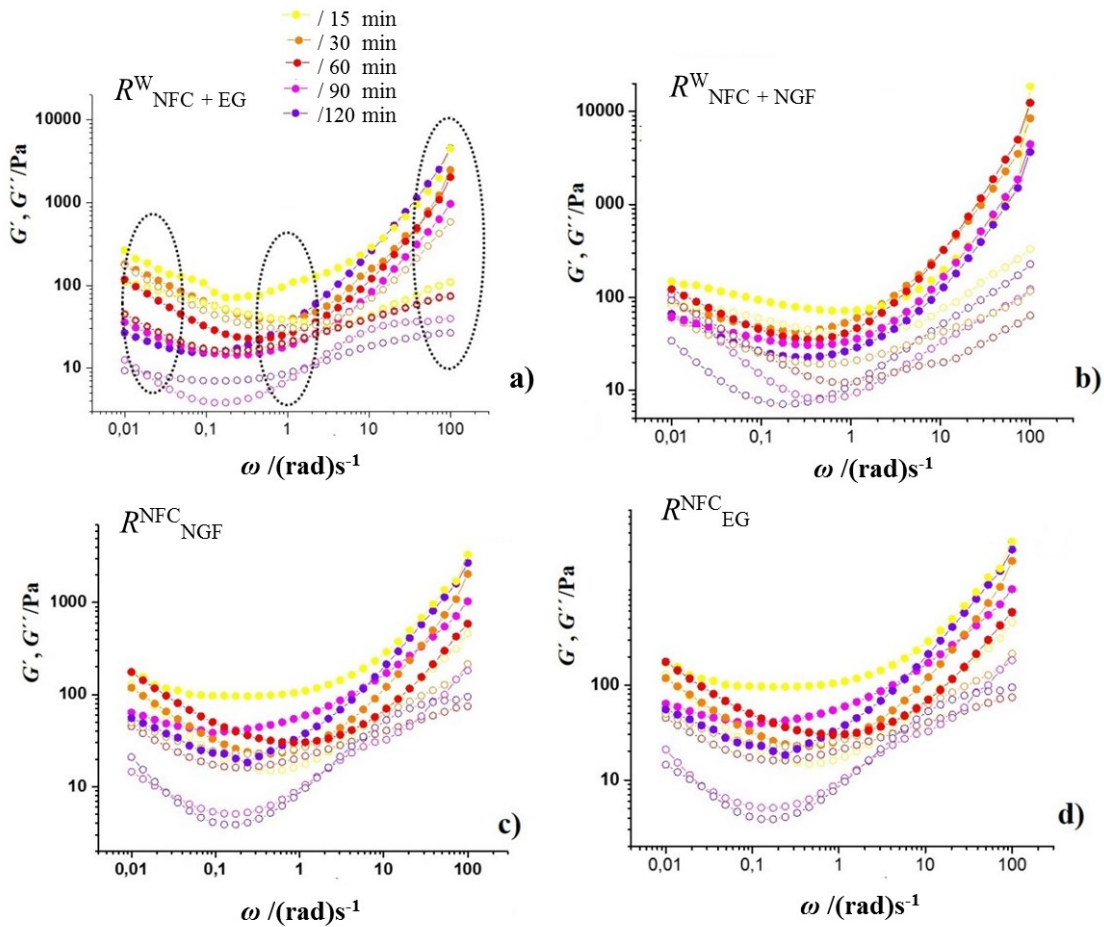 / 15 min
/ 30 min
/ 60 min
/ 90 min
/120 min
R^W_NFC + EG
G′, G′′/Pa
10000
1000
100
10
a)
0,01 0,1 1 10 100
ω /(rad)s⁻¹
R^W_NFC + NGF
G′, G′′/Pa
10000
1000
100
10
b)
0,01 0,1 1 10 100
ω /(rad)s⁻¹
R^NFC_NGF
G′, G′′/Pa
1000
100
10
c)
0,01 0,1 1 10 100
ω /(rad)s⁻¹
R^NFC_EG
G′, G′′/Pa
1000
100
10
d)
0,01 0,1 1 10 100
ω /(rad)s⁻¹